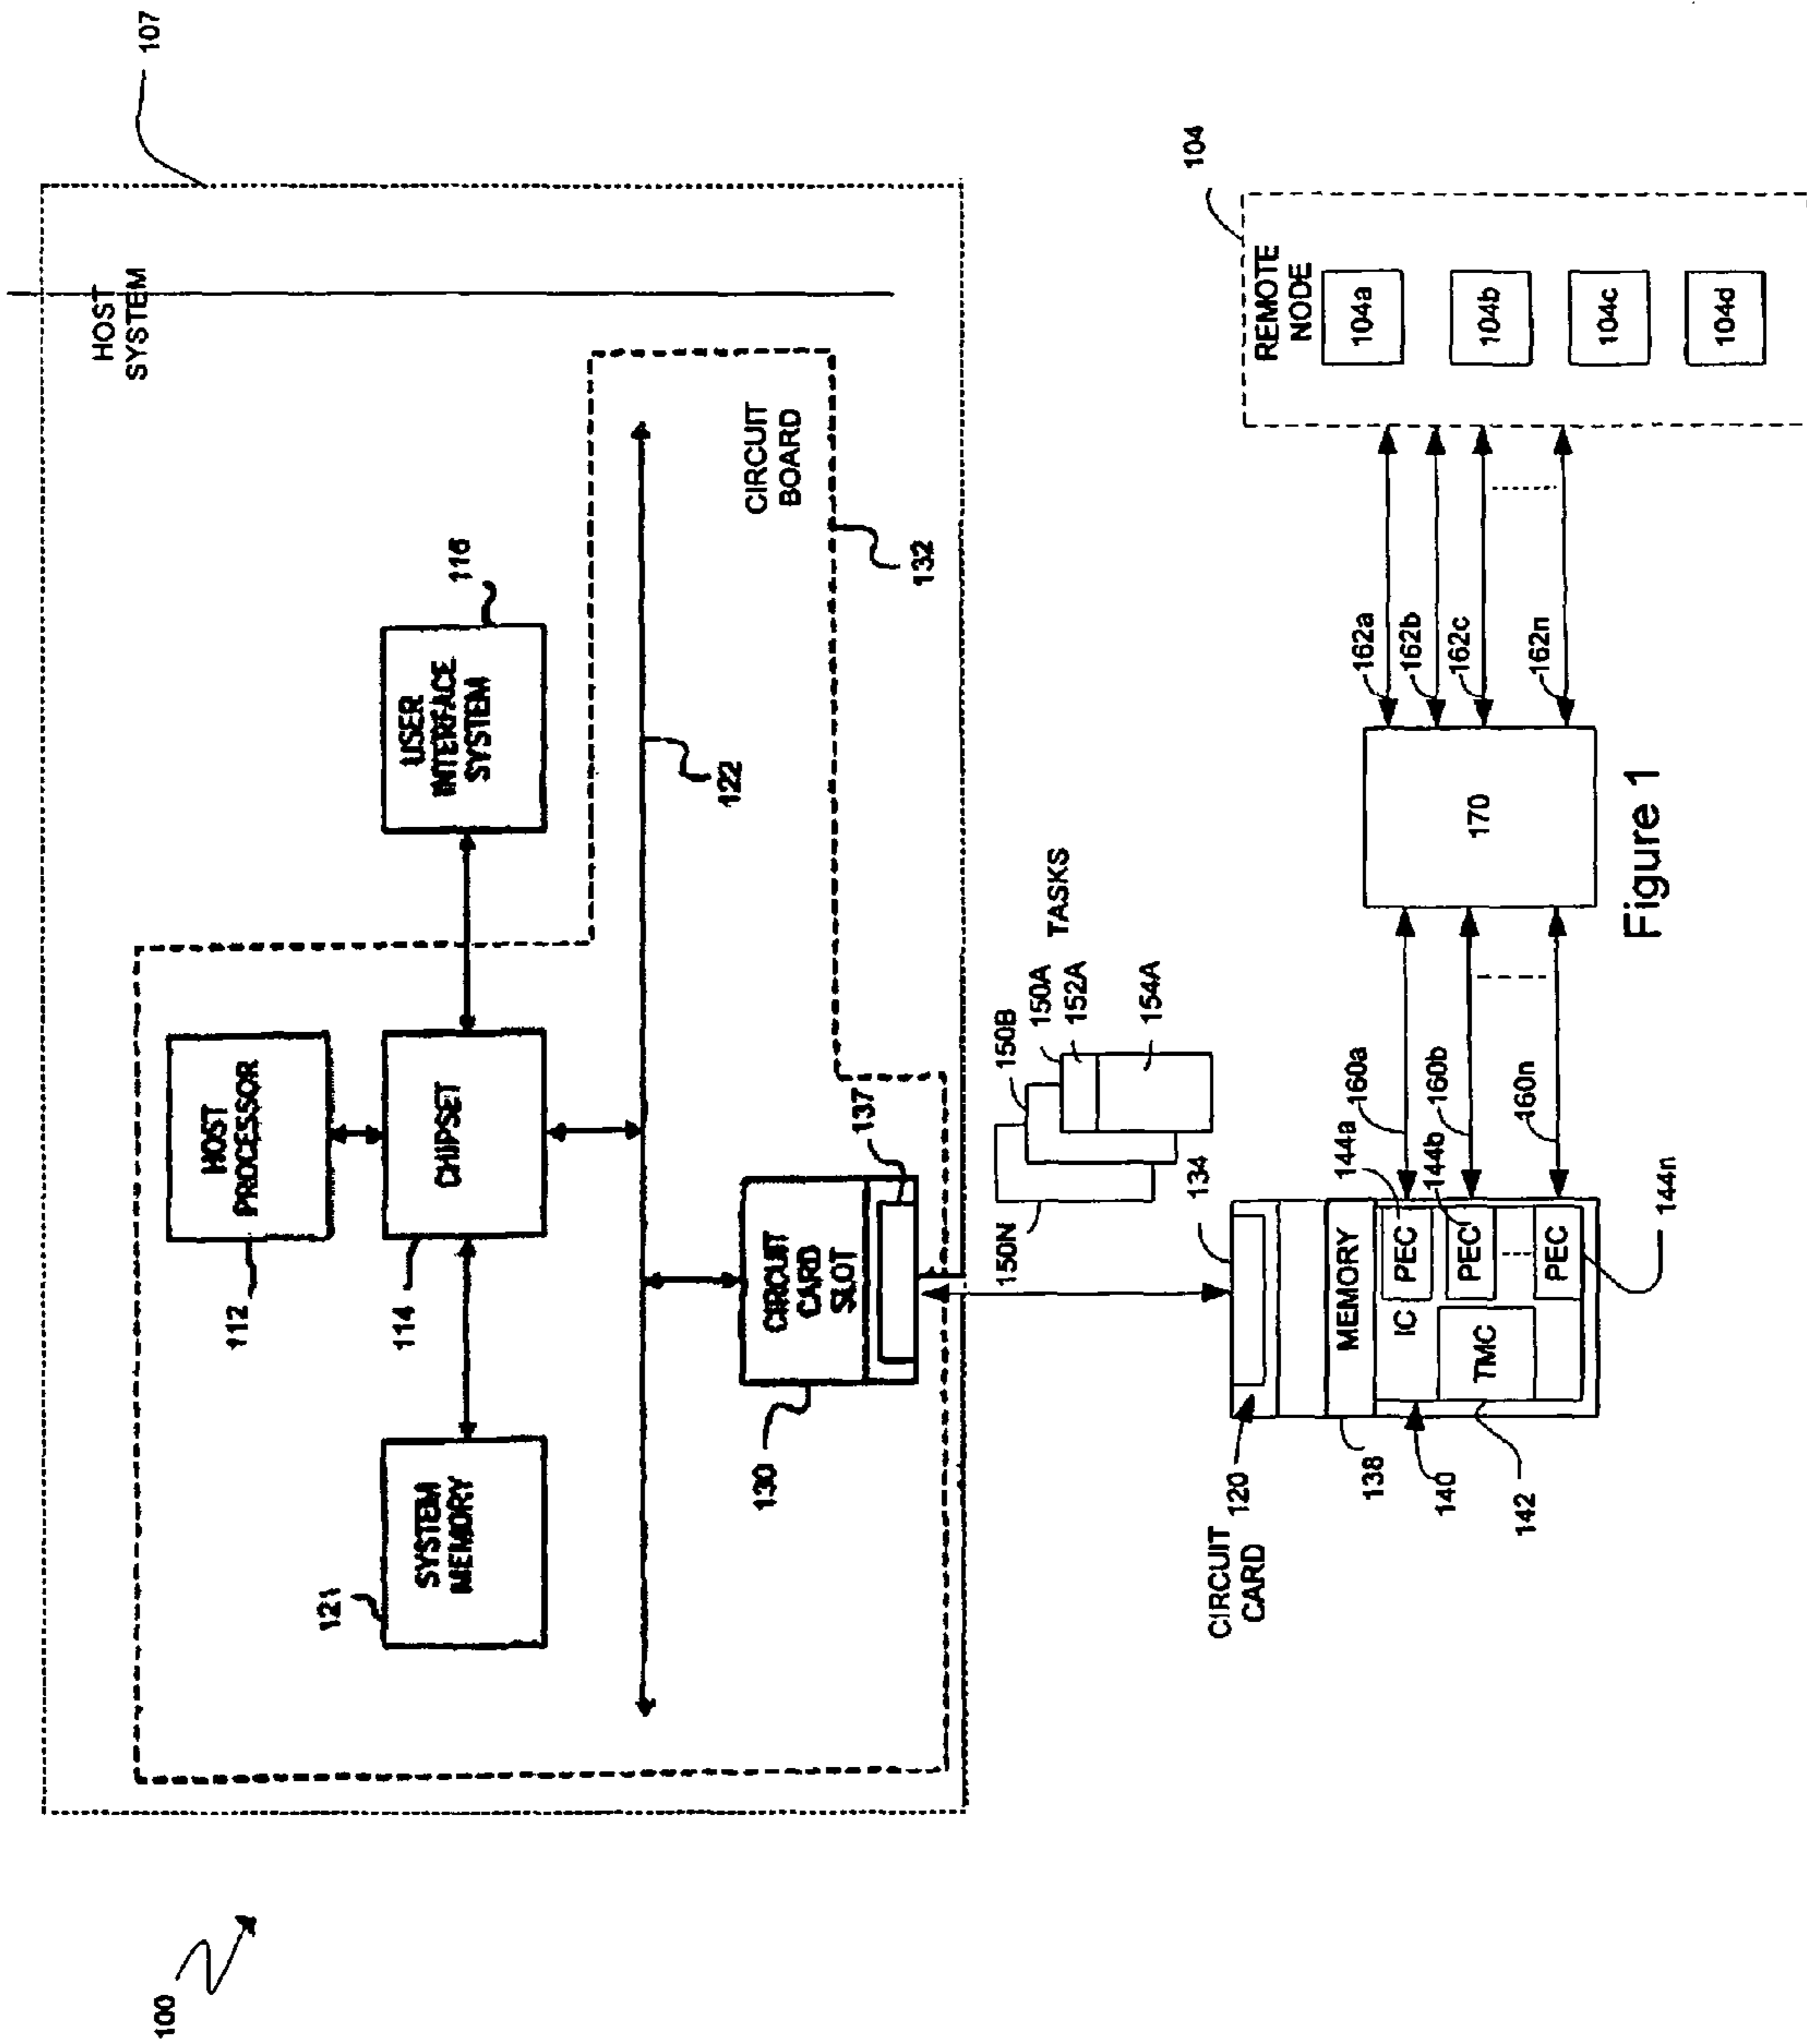 100
107
HOST
SYSTEM
HOST
PROCESSOR
112
SYSTEM
MEMORY
121
CHIPSET
114
USER
INTERFACE
SYSTEM
116
122
CIRCUIT
BOARD
132
CIRCUIT
CARD
SLOT
130
137
150N
150B
150A
152A
TASKS
154A
CIRCUIT
CARD
120
134
MEMORY
138
IC
140
TMC
142
PEC
144a
PEC
144b
PEC
144n
160a
160b
160n
170
162a
162b
162c
162n
104
REMOTE
NODE
104a
104b
104c
104d
Figure 1